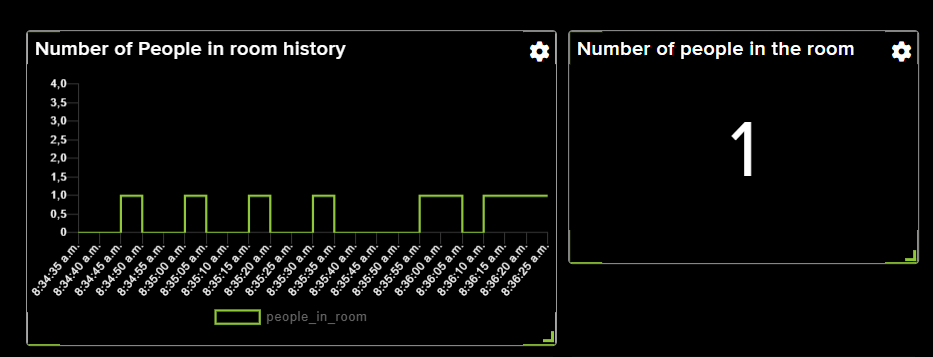 Number of People in room history
4,0
3,5
3,0
2,5
2,0
1,5
1,0
0,5
0
8:34:35 a.m.
8:34:40 a.m.
8:34:45 a.m.
8:34:50 a.m.
8:34:55 a.m.
8:35:00 a.m.
8:35:05 a.m.
8:35:10 a.m.
8:35:15 a.m.
8:35:20 a.m.
8:35:25 a.m.
8:35:30 a.m.
8:35:35 a.m.
8:35:40 a.m.
8:35:45 a.m.
8:35:50 a.m.
8:35:55 a.m.
8:36:00 a.m.
8:36:05 a.m.
8:36:10 a.m.
8:36:15 a.m.
8:36:20 a.m.
8:36:25 a.m.
people_in_room
Number of people in the room
1